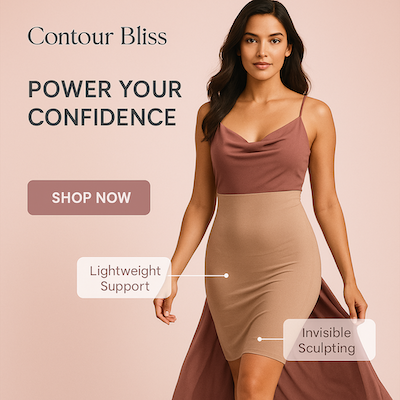 Contour Bliss
POWER YOUR
CONFIDENCE
SHOP NOW
Lightweight
Support
Invisible
Sculpting